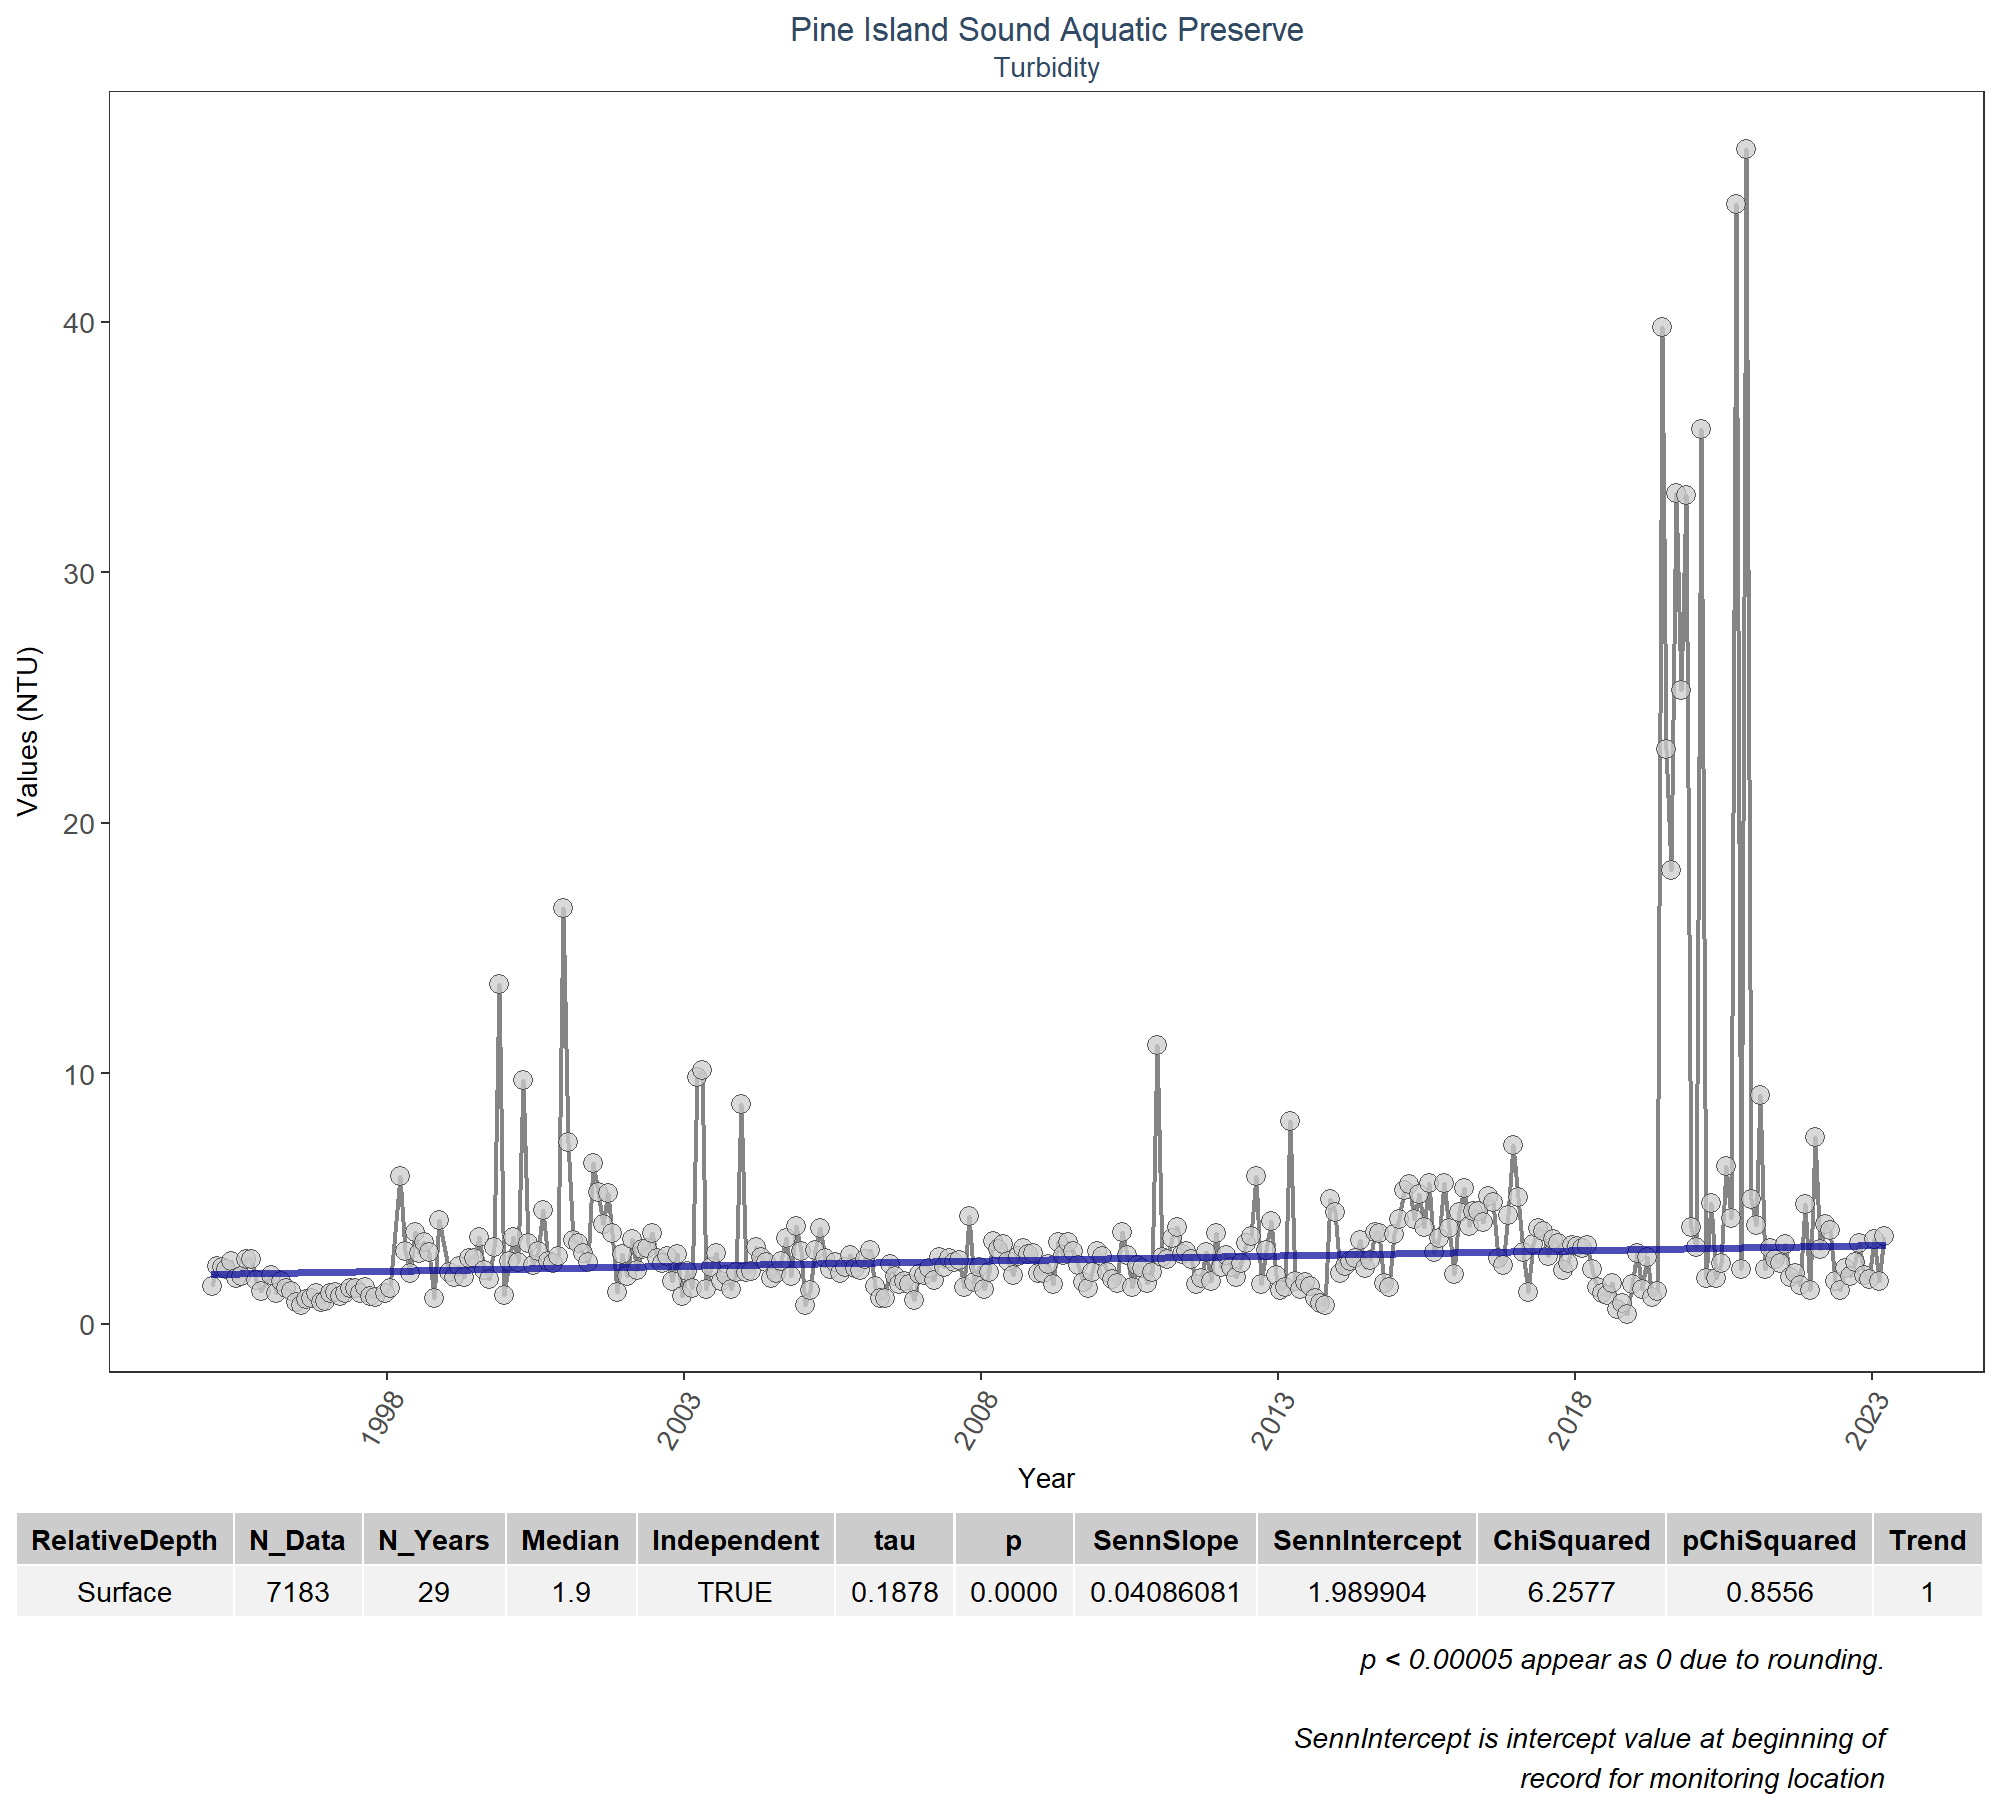 Pine Island Sound Aquatic Preserve
Turbidity
Values (NTU)
40
30
20
10
0
1998 2003 2008 2013 2018 2023
Year
RelativeDepth N_Data N_Years Median Independent tau p SennSlope SennIntercept ChiSquared pChiSquared Trend
Surface 7183 29 1.9 TRUE 0.1878 0.0000 0.04086081 1.989904 6.2577 0.8556 1
p < 0.00005 appear as 0 due to rounding.
SennIntercept is intercept value at beginning of
record for monitoring location